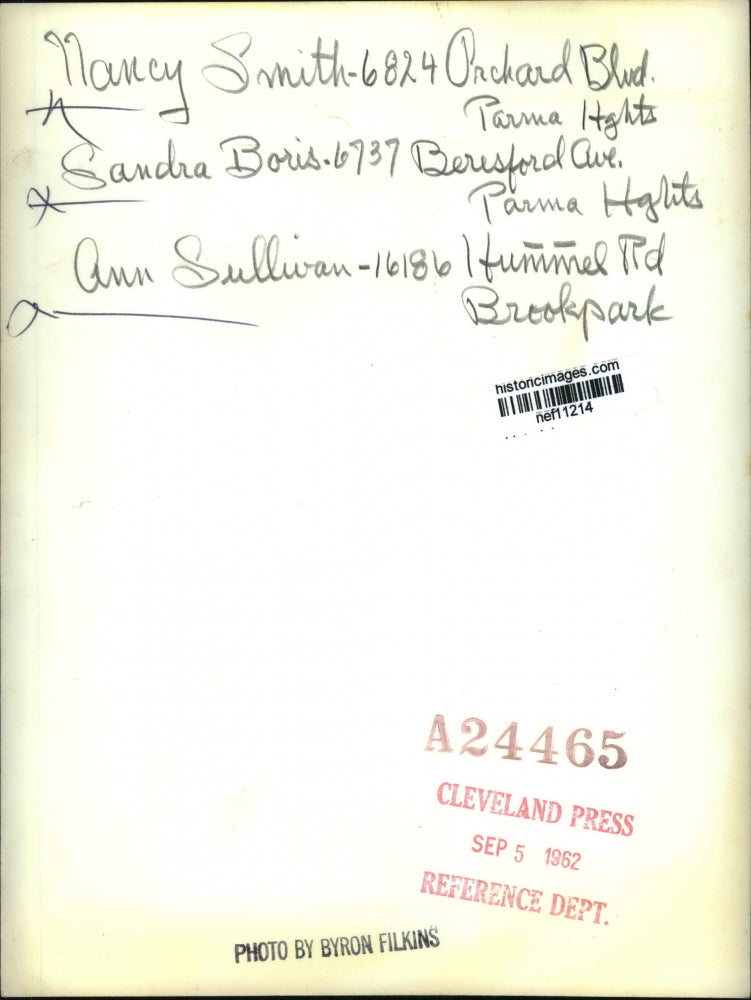 Nancy Smith-6824 Orchard Blvd.
Parma Hghts
Sandra Boris-6737 Beresford Ave.
Parma Hghts
Ann Sullivan-16186 Hummel Rd
Brookpark
historicimages.com
nef11214
A24465
CLEVELAND PRESS
SEP 5 1962
REFERENCE DEPT.
PHOTO BY BYRON FILKINS